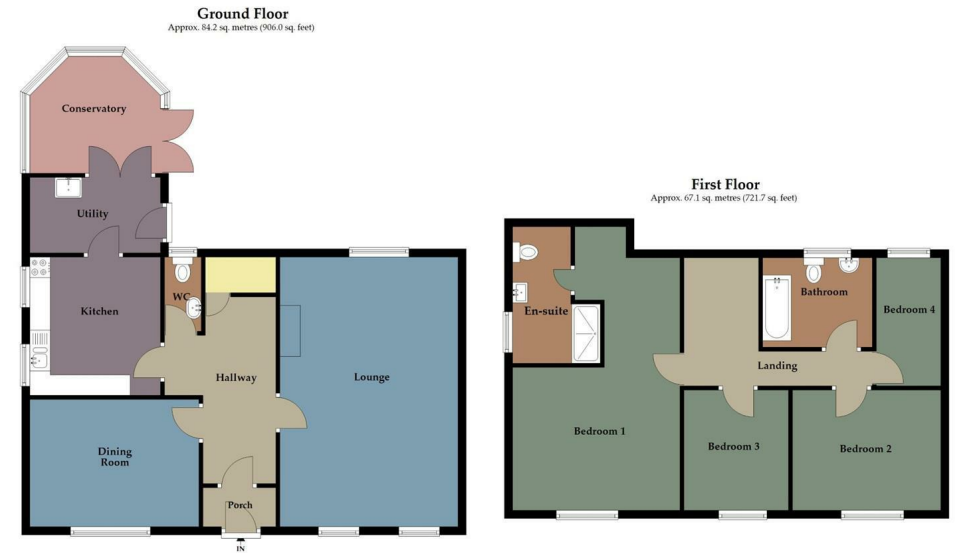 Ground Floor
Approx. 84.2 sq. metres (906.0 sq. feet)
Conservatory
Utility
Kitchen
WC
Hallway
Lounge
Dining
Room
Porch
IN
First Floor
Approx. 67.1 sq. metres (721.7 sq. feet)
En-suite
Bathroom
Bedroom 4
Landing
Bedroom 1
Bedroom 3
Bedroom 2